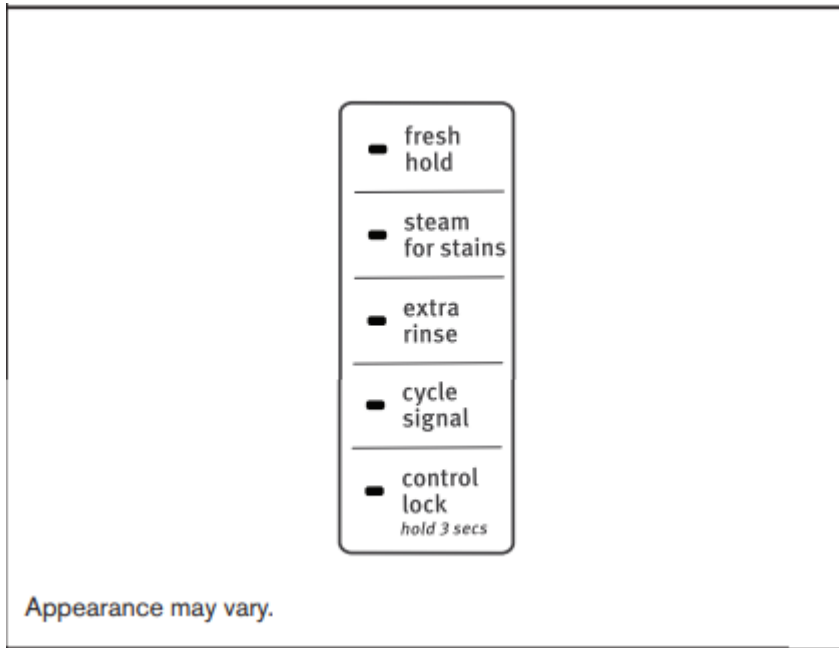 fresh
hold
steam
for stains
extra
rinse
cycle
signal
control
lock
hold 3 secs
Appearance may vary.